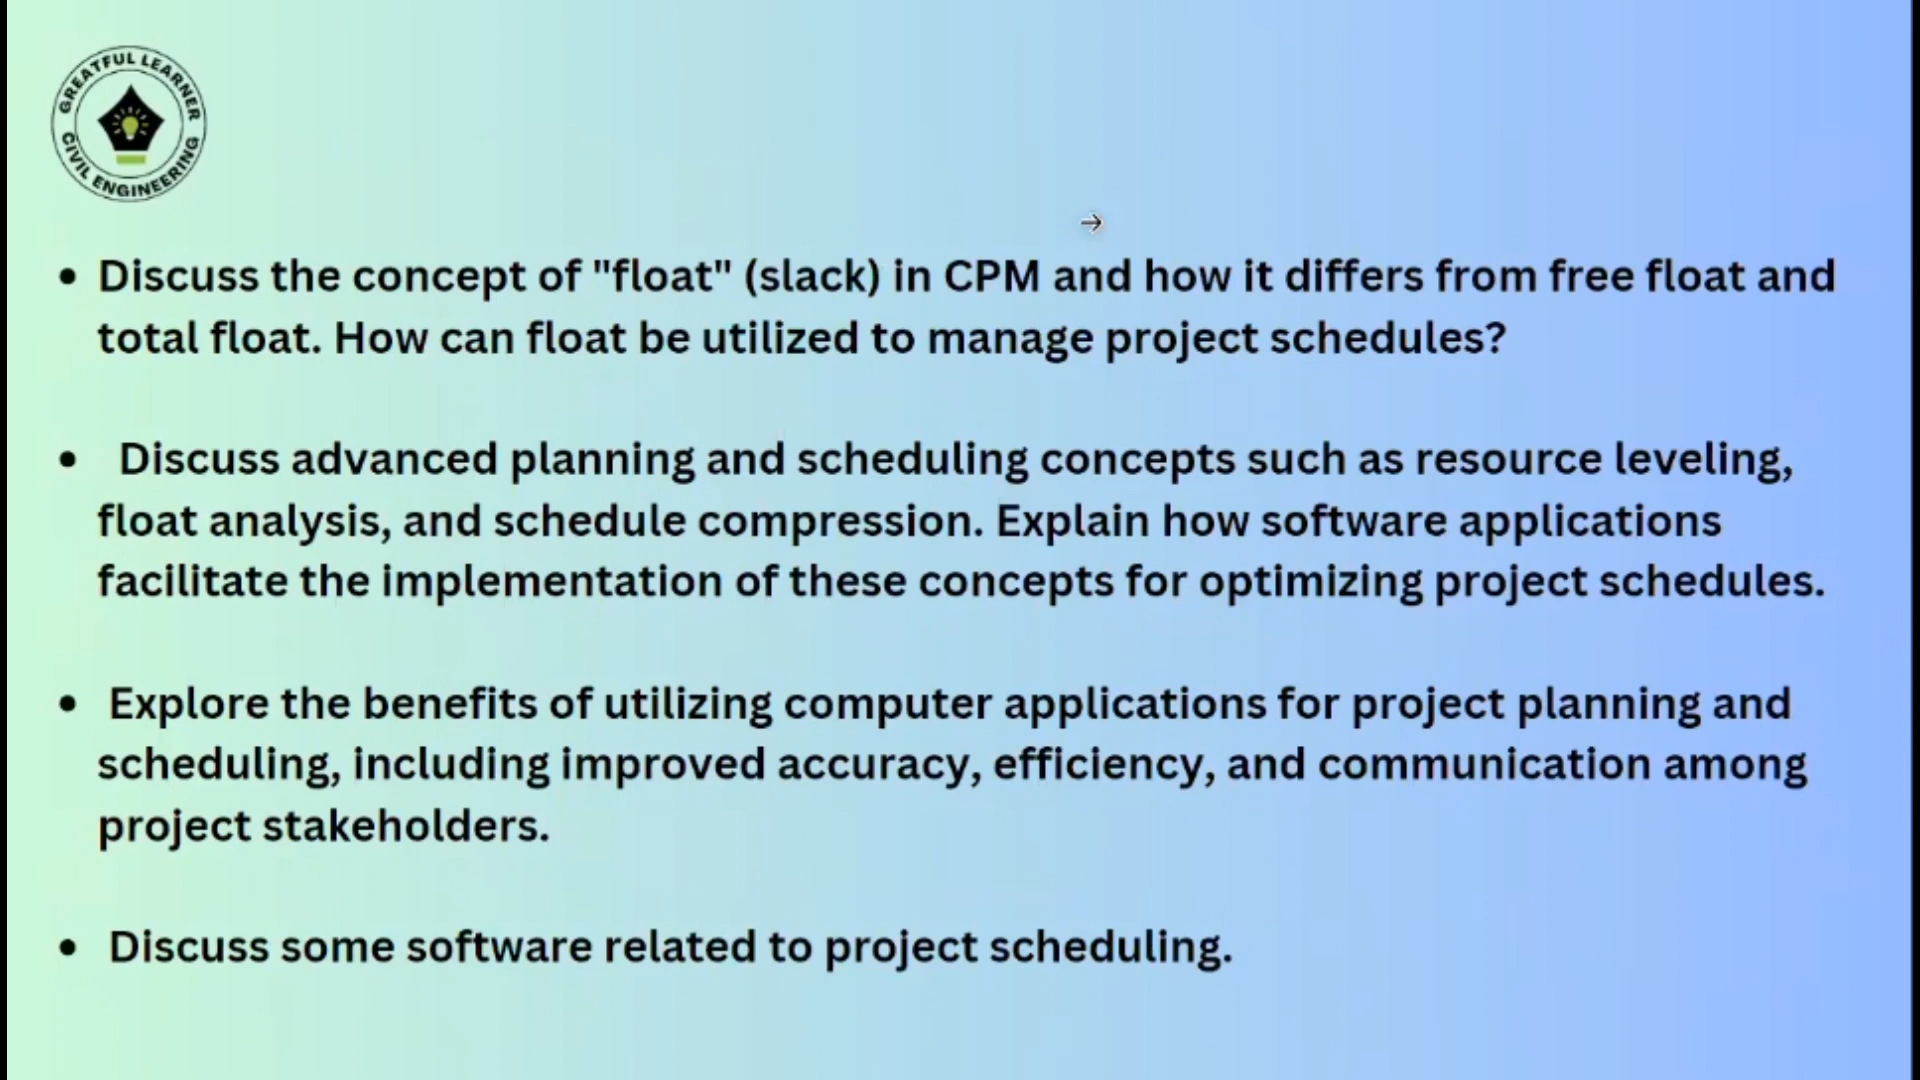 GREATFUL LEARNER
CIVIL ENGINEERING
• Discuss the concept of "float" (slack) in CPM and how it differs from free float and
total float. How can float be utilized to manage project schedules?
• Discuss advanced planning and scheduling concepts such as resource leveling,
float analysis, and schedule compression. Explain how software applications
facilitate the implementation of these concepts for optimizing project schedules.
• Explore the benefits of utilizing computer applications for project planning and
scheduling, including improved accuracy, efficiency, and communication among
project stakeholders.
• Discuss some software related to project scheduling.